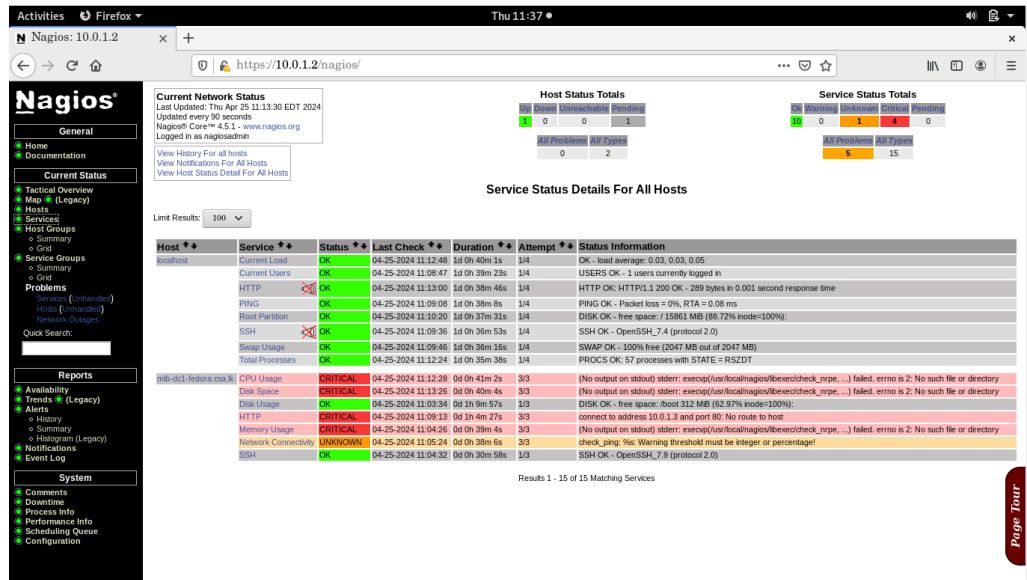 Activities Firefox Thu 11:37
Nagios: 10.0.1.2
https://10.0.1.2/nagios/
Nagios®
General
Home
Documentation
Current Status
Tactical Overview
Map (Legacy)
Hosts
Services
Host Groups
Summary
Grid
Service Groups
Summary
Grid
Problems
Services (Unhandled)
Hosts (Unhandled)
Network Outages
Quick Search:
Reports
Availability
Trends (Legacy)
Alerts
History
Summary
Histogram (Legacy)
Notifications
Event Log
System
Comments
Downtime
Process Info
Performance Info
Scheduling Queue
Configuration
Current Network Status
Last Updated: Thu Apr 25 11:13:30 EDT 2024
Updated every 90 seconds
Nagios® Core™ 4.5.1 - www.nagios.org
Logged in as nagiosadmin
View History For all hosts
View Notifications For All Hosts
View Host Status Detail For All Hosts
Host Status Totals
Up Down Unreachable Pending
1 0 0 1
All Problems All Types
0 2
Service Status Totals
Ok Warning Unknown Critical Pending
10 0 1 4 0
All Problems All Types
5 15
Service Status Details For All Hosts
Limit Results: 100
Host Service Status Last Check Duration Attempt Status Information
localhost Current Load OK 04-25-2024 11:12:48 1d 0h 40m 1s 1/4 OK - load average: 0.03, 0.03, 0.05
Current Users OK 04-25-2024 11:08:47 1d 0h 39m 23s 1/4 USERS OK - 1 users currently logged in
HTTP OK 04-25-2024 11:13:00 1d 0h 38m 46s 1/4 HTTP OK: HTTP/1.1 200 OK - 289 bytes in 0.001 second response time
PING OK 04-25-2024 11:09:08 1d 0h 38m 8s 1/4 PING OK - Packet loss = 0%, RTA = 0.08 ms
Root Partition OK 04-25-2024 11:10:20 1d 0h 37m 31s 1/4 DISK OK - free space: / 15861 MiB (88.72% inode=100%):
SSH OK 04-25-2024 11:09:36 1d 0h 36m 53s 1/4 SSH OK - OpenSSH_7.4 (protocol 2.0)
Swap Usage OK 04-25-2024 11:09:46 1d 0h 36m 16s 1/4 SWAP OK - 100% free (2047 MB out of 2047 MB)
Total Processes OK 04-25-2024 11:12:24 1d 0h 35m 38s 1/4 PROCS OK: 57 processes with STATE = RSZDT
mlb-dc1-fedora.csa.lk CPU Usage CRITICAL 04-25-2024 11:12:28 0d 0h 41m 2s 3/3 (No output on stdout) stderr: execvp(/usr/local/nagios/libexec/check_nrpe, ...) failed. errno is 2: No such file or directory
Disk Space CRITICAL 04-25-2024 11:13:26 0d 0h 40m 4s 3/3 (No output on stdout) stderr: execvp(/usr/local/nagios/libexec/check_nrpe, ...) failed. errno is 2: No such file or directory
Disk Usage OK 04-25-2024 11:03:34 0d 1h 9m 57s 1/3 DISK OK - free space: /boot 312 MiB (62.97% inode=100%):
HTTP CRITICAL 04-25-2024 11:09:13 0d 1h 4m 27s 3/3 connect to address 10.0.1.3 and port 80: No route to host
Memory Usage CRITICAL 04-25-2024 11:04:26 0d 0h 39m 4s 3/3 (No output on stdout) stderr: execvp(/usr/local/nagios/libexec/check_nrpe, ...) failed. errno is 2: No such file or directory
Network Connectivity UNKNOWN 04-25-2024 11:05:24 0d 0h 38m 6s 3/3 check_ping: %s: Warning threshold must be integer or percentage!
SSH OK 04-25-2024 11:04:32 0d 0h 30m 58s 1/3 SSH OK - OpenSSH_7.9 (protocol 2.0)
Results 1 - 15 of 15 Matching Services
Page Tour